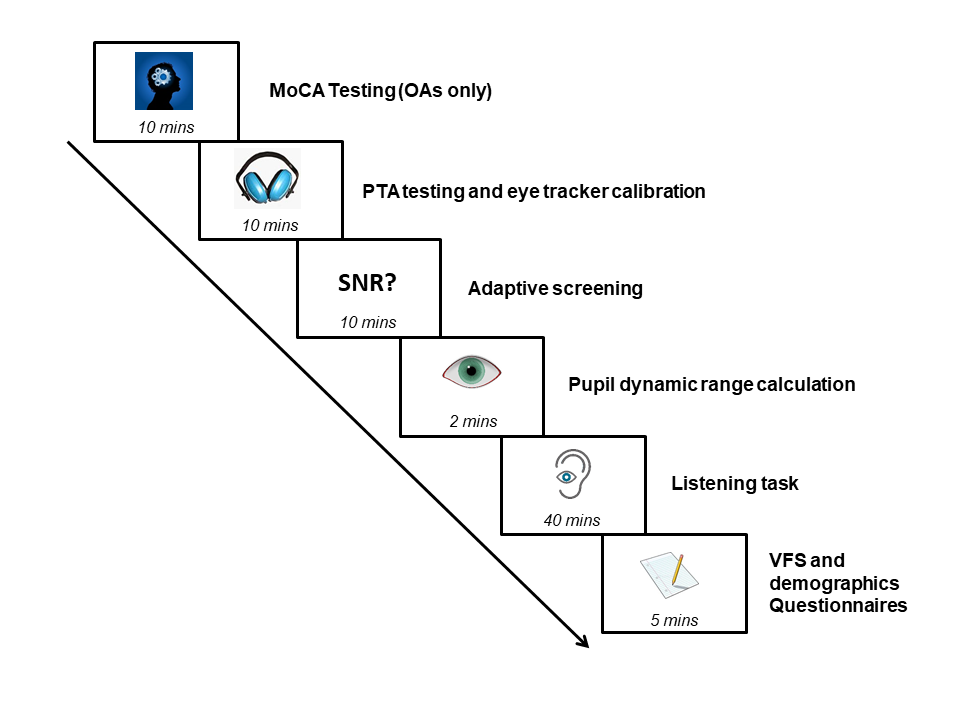 MoCA Testing (OAs only)
10 mins
PTA testing and eye tracker calibration
10 mins
SNR?
Adaptive screening
10 mins
Pupil dynamic range calculation
2 mins
Listening task
40 mins
VFS and
demographics
Questionnaires
5 mins